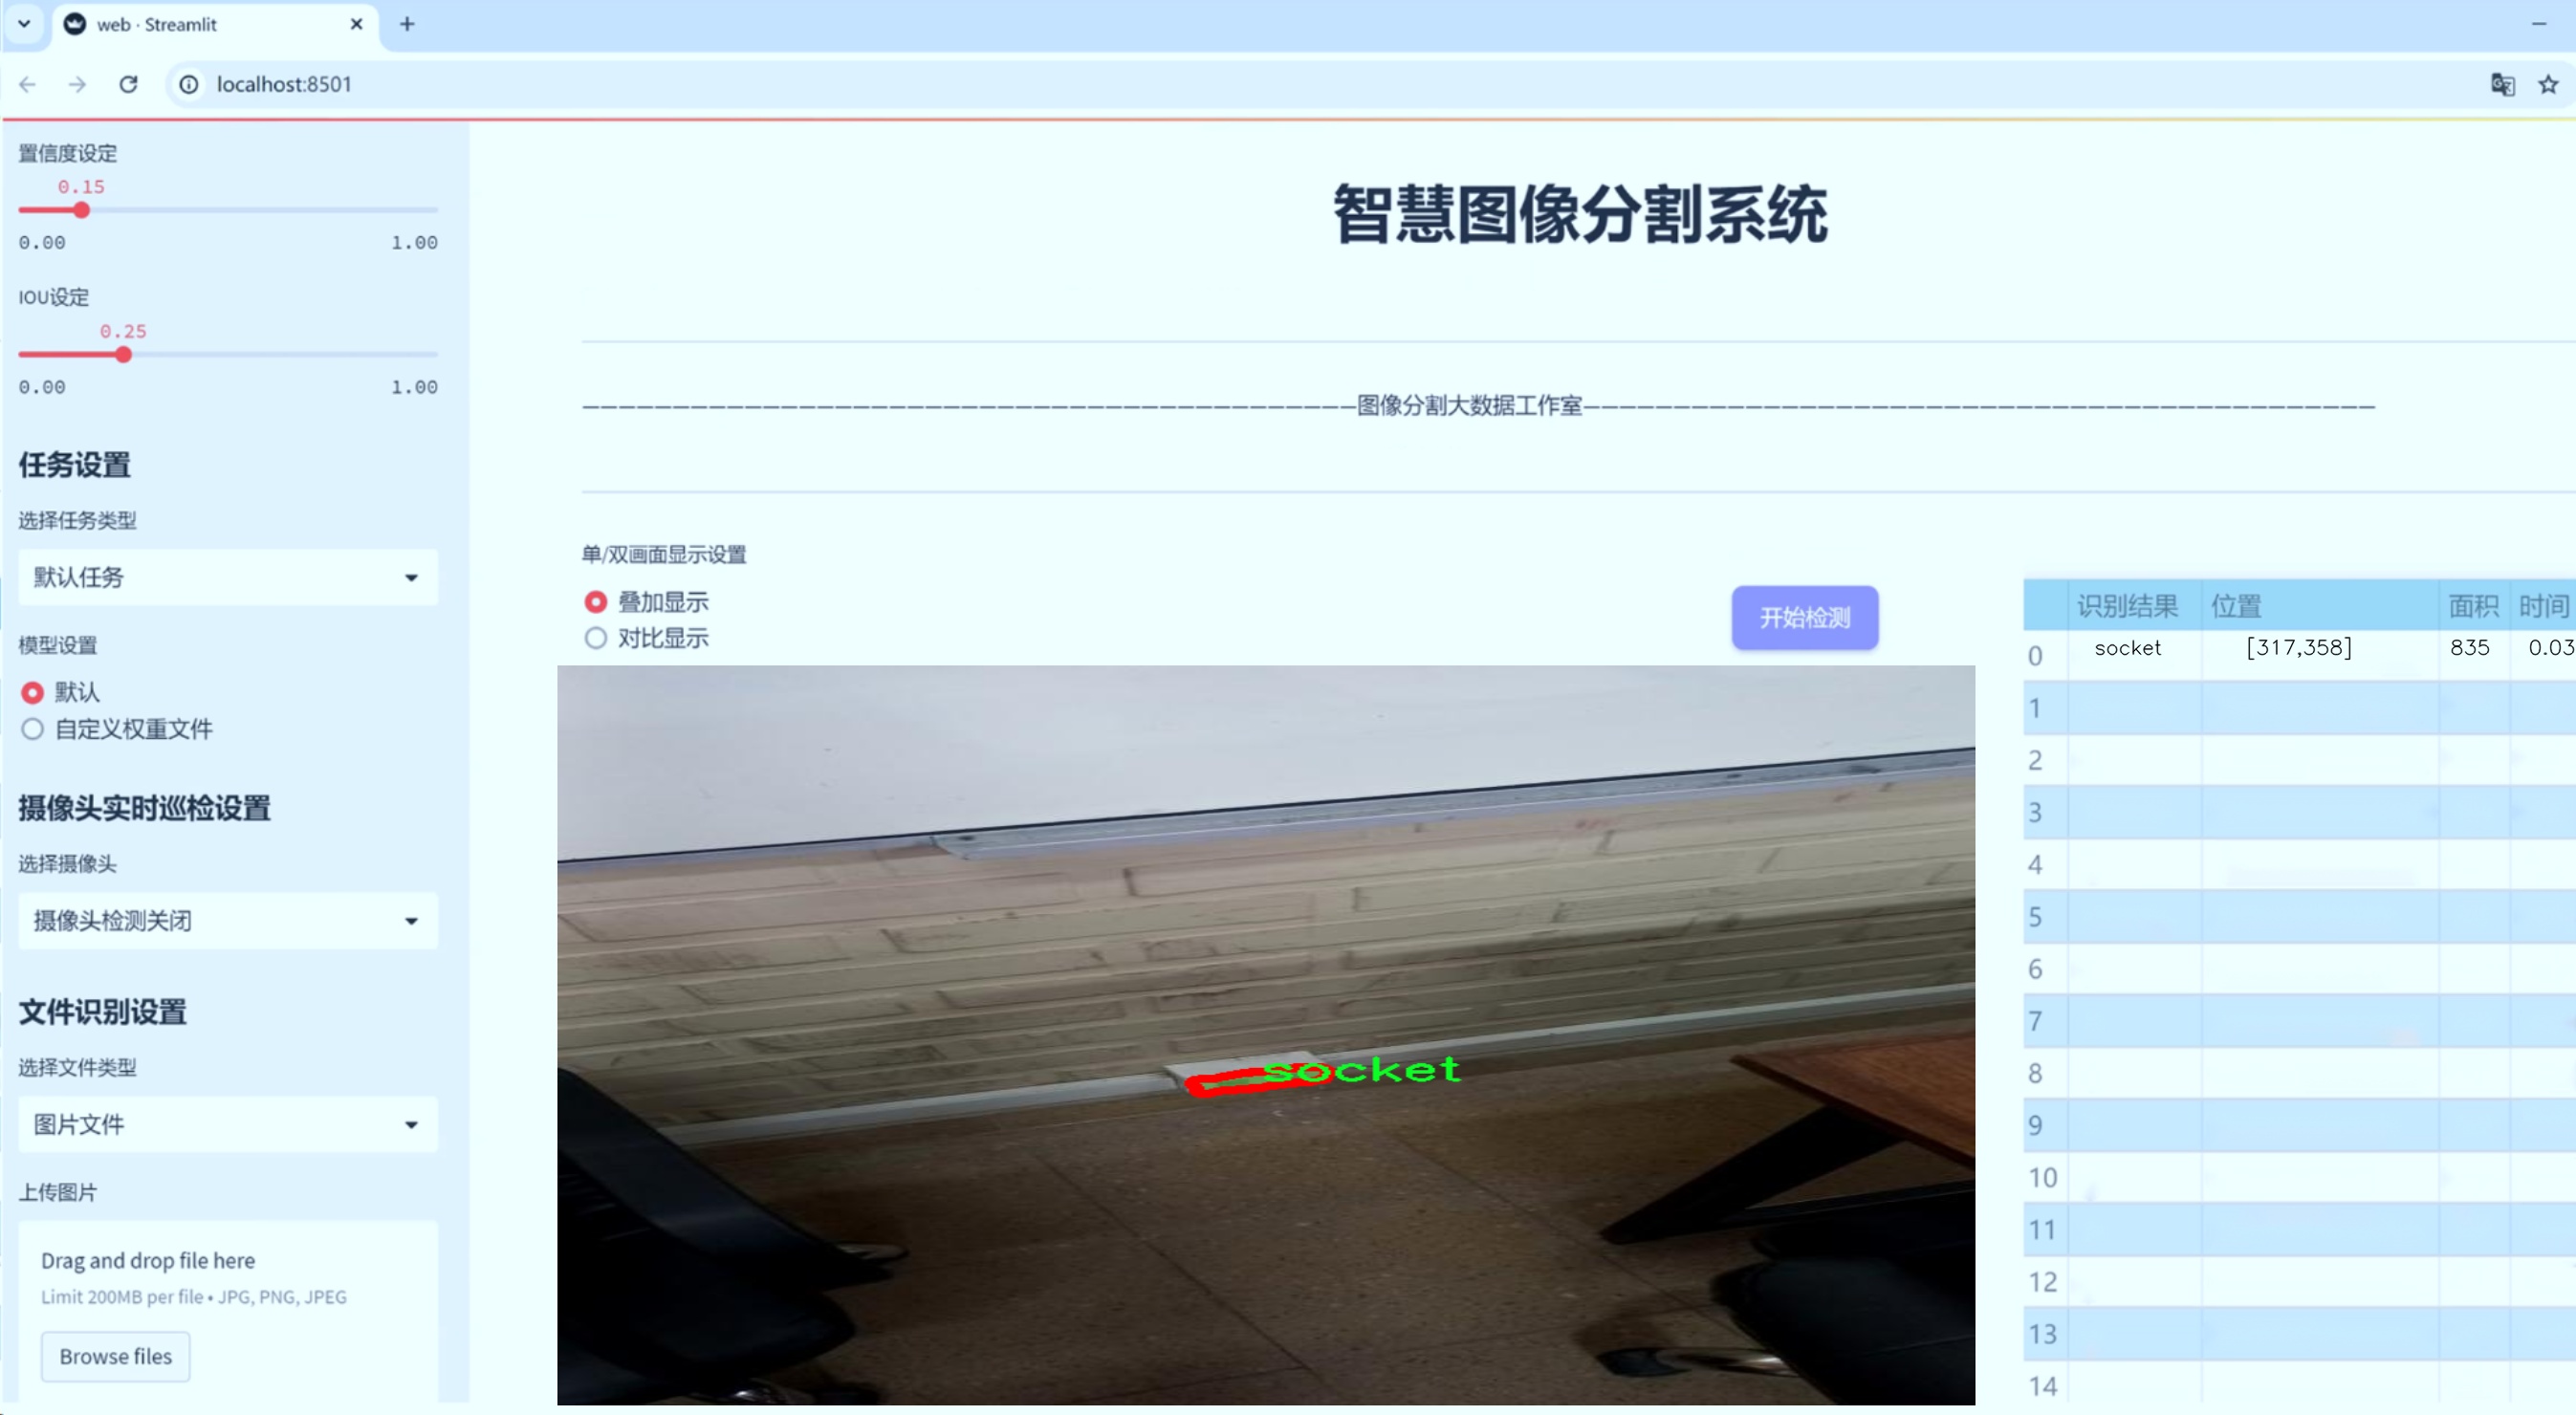 web · Streamlit
localhost:8501
置信度设定
0.15
0.00 1.00
IOU设定
0.25
0.00 1.00
任务设置
选择任务类型
默认任务
模型设置
默认
自定义权重文件
摄像头实时巡检设置
选择摄像头
摄像头检测关闭
文件识别设置
选择文件类型
图片文件
上传图片
Drag and drop file here
Limit 200MB per file • JPG, PNG, JPEG
Browse files
智慧图像分割系统
———————————————————————————————————————————图像分割大数据工作室————————————————————————————————————————————
单/双画面显示设置
叠加显示
对比显示
开始检测
socket
识别结果 位置 面积 时间
0 socket [317,358] 835 0.03
1
2
3
4
5
6
7
8
9
10
11
12
13
14